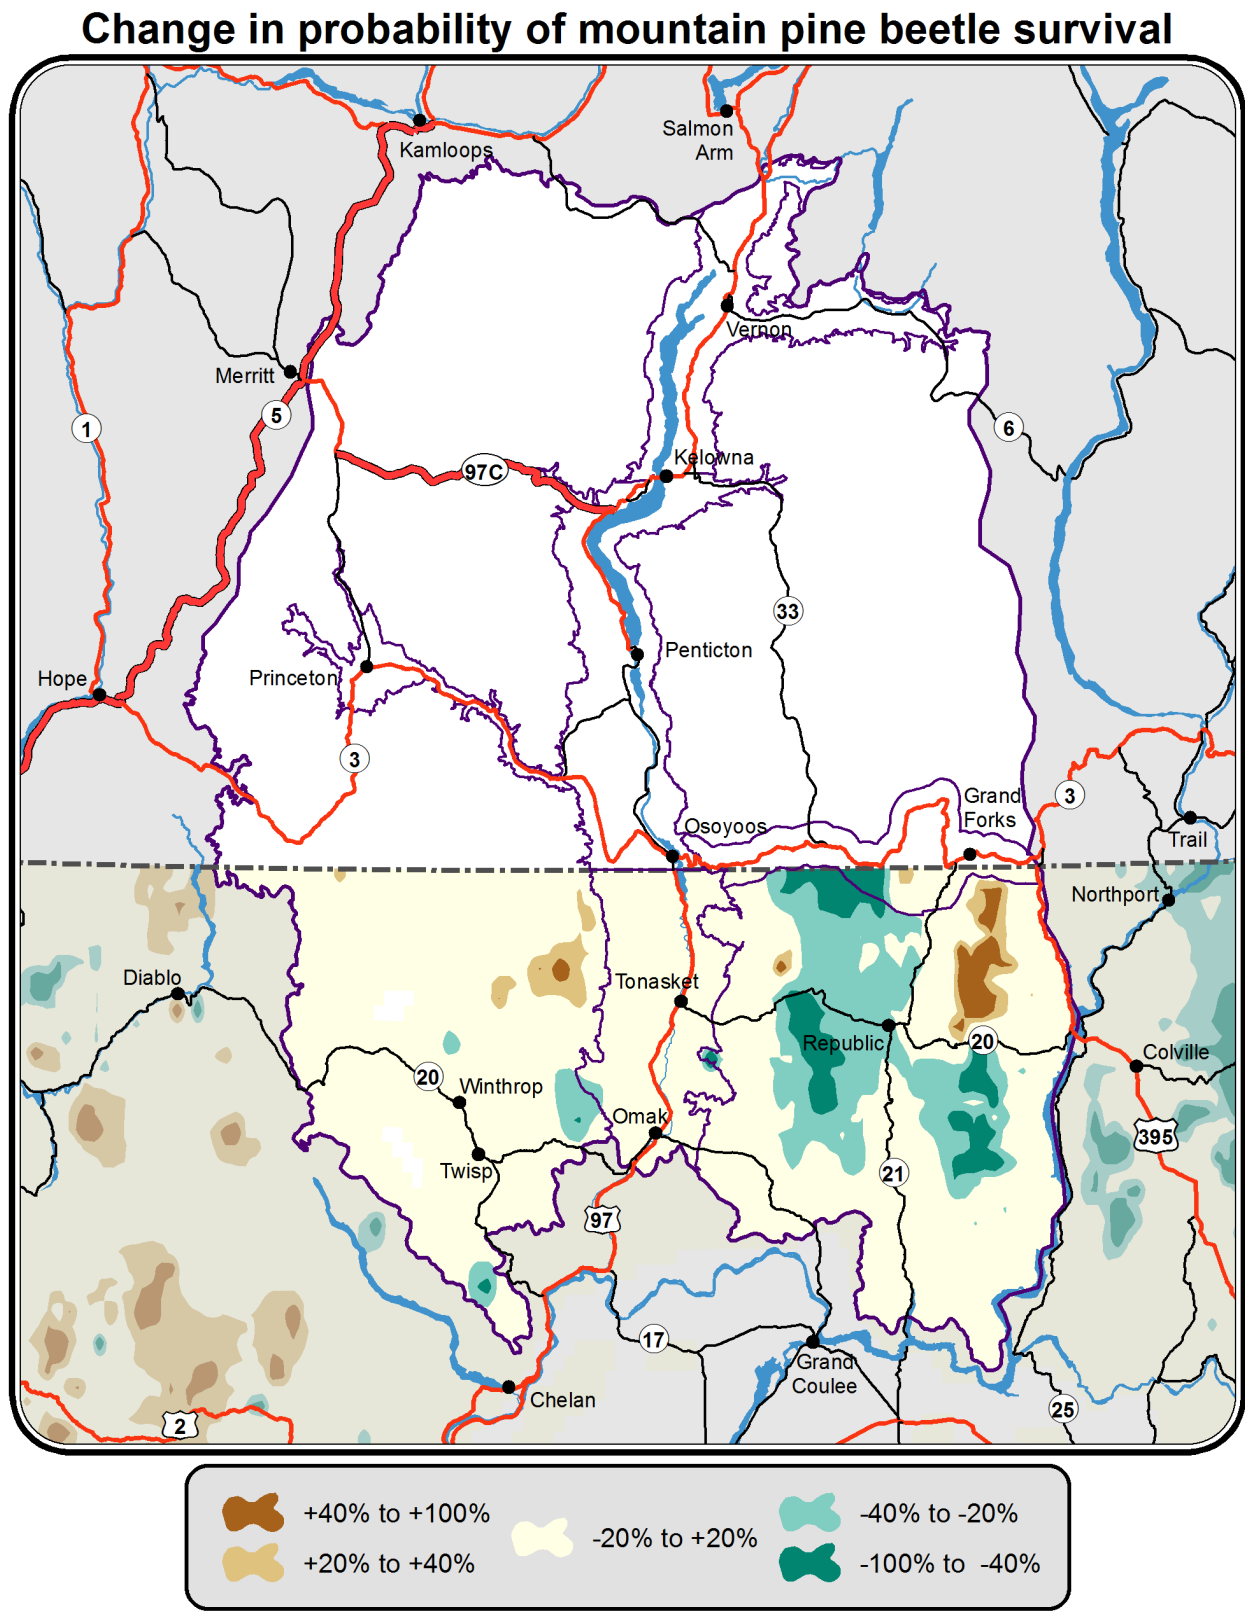 Change in probability of mountain pine beetle survival
Salmon
Arm
Kamloops
Vernon
Merritt
1
5
6
Kelowna
97C
33
Penticton
Hope
Princeton
3
Grand
Forks
3
Osoyoos
Trail
Northport
Diablo
Tonasket
Republic
20
Colville
20
Winthrop
Omak
395
Twisp
21
97
17
Grand
Coulee
Chelan
25
2
+40% to +100%
+20% to +40%
-20% to +20%
-40% to -20%
-100% to -40%